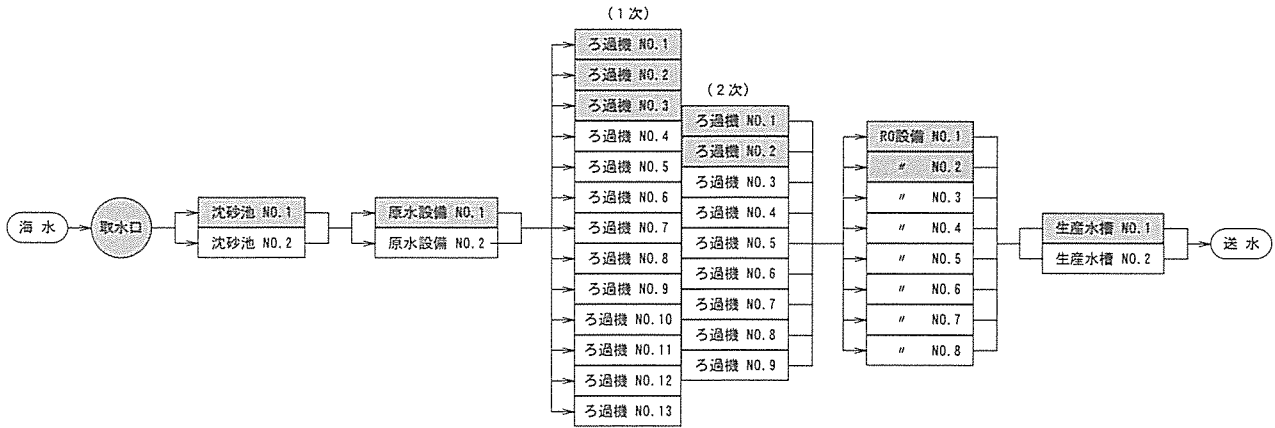 海水
取水口
沈砂池 NO.1
沈砂池 NO.2
原水設備 NO.1
原水設備 NO.2
(1次)
ろ過機 NO.1
ろ過機 NO.2
ろ過機 NO.3
ろ過機 NO.4
ろ過機 NO.5
ろ過機 NO.6
ろ過機 NO.7
ろ過機 NO.8
ろ過機 NO.9
ろ過機 NO.10
ろ過機 NO.11
ろ過機 NO.12
ろ過機 NO.13
(2次)
ろ過機 NO.1
ろ過機 NO.2
ろ過機 NO.3
ろ過機 NO.4
ろ過機 NO.5
ろ過機 NO.6
ろ過機 NO.7
ろ過機 NO.8
ろ過機 NO.9
RO設備 NO.1
〃 NO.2
〃 NO.3
〃 NO.4
〃 NO.5
〃 NO.6
〃 NO.7
〃 NO.8
生産水槽 NO.1
生産水槽 NO.2
送水